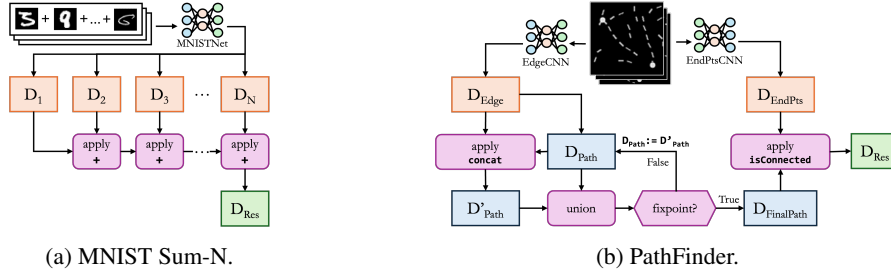 + + ... +
MNISTNet
D1 D2 D3 ... DN
apply + apply + ... apply +
DRes
(a) MNIST Sum-N.
EdgeCNN
EndPtsCNN
DEdge
DEndPts
apply concat
DPath
DPath := D'Path
False
apply isConnected
DRes
D'Path
union
fixpoint?
True
DFinalPath
(b) PathFinder.